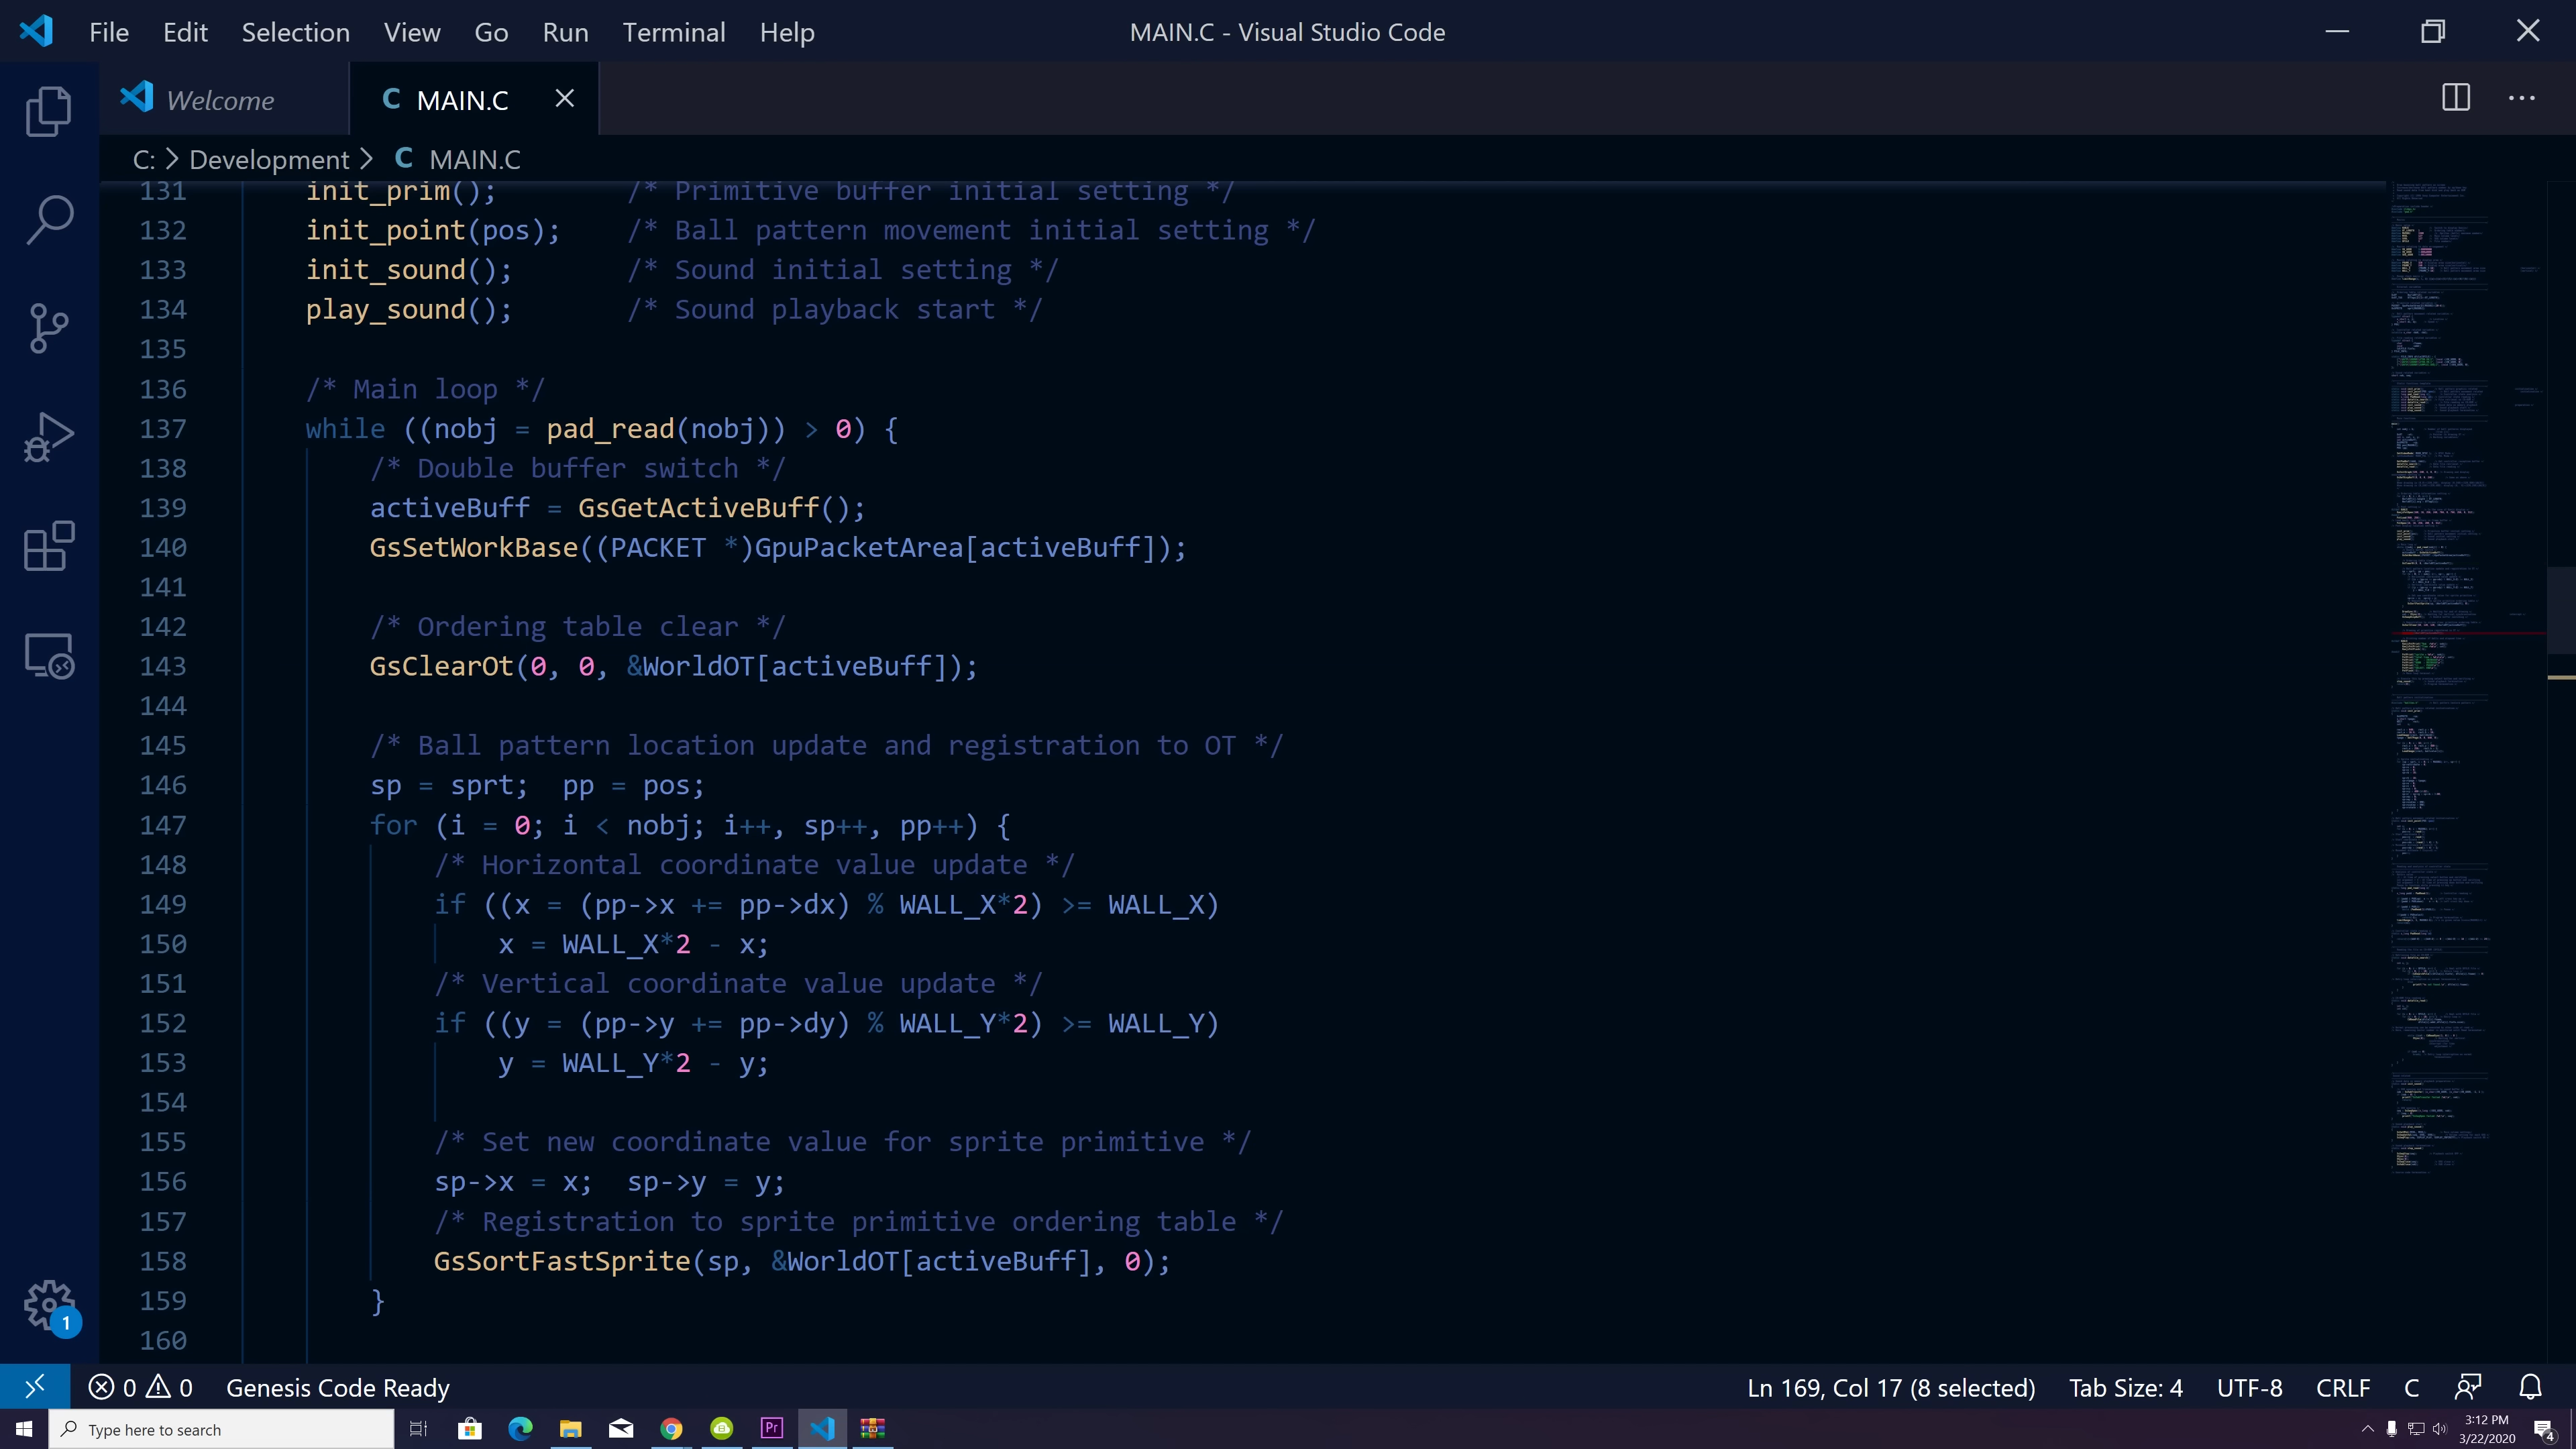 File Edit Selection View Go Run Terminal Help MAIN.C - Visual Studio Code
Welcome C MAIN.C
C: > Development > C MAIN.C
131 init_prim(); /* Primitive buffer initial setting */
132 init_point(pos); /* Ball pattern movement initial setting */
133 init_sound(); /* Sound initial setting */
134 play_sound(); /* Sound playback start */
135
136 /* Main loop */
137 while ((nobj = pad_read(nobj)) > 0) {
138 /* Double buffer switch */
139 activeBuff = GsGetActiveBuff();
140 GsSetWorkBase((PACKET *)GpuPacketArea[activeBuff]);
141
142 /* Ordering table clear */
143 GsClearOt(0, 0, &WorldOT[activeBuff]);
144
145 /* Ball pattern location update and registration to OT */
146 sp = sprt; pp = pos;
147 for (i = 0; i < nobj; i++, sp++, pp++) {
148 /* Horizontal coordinate value update */
149 if ((x = (pp->x += pp->dx) % WALL_X*2) >= WALL_X)
150 x = WALL_X*2 - x;
151 /* Vertical coordinate value update */
152 if ((y = (pp->y += pp->dy) % WALL_Y*2) >= WALL_Y)
153 y = WALL_Y*2 - y;
154
155 /* Set new coordinate value for sprite primitive */
156 sp->x = x; sp->y = y;
157 /* Registration to sprite primitive ordering table */
158 GsSortFastSprite(sp, &WorldOT[activeBuff], 0);
159 }
160
1
0 0 Genesis Code Ready Ln 169, Col 17 (8 selected) Tab Size: 4 UTF-8 CRLF C
Type here to search Pr 3:12 PM
3/22/2020 4